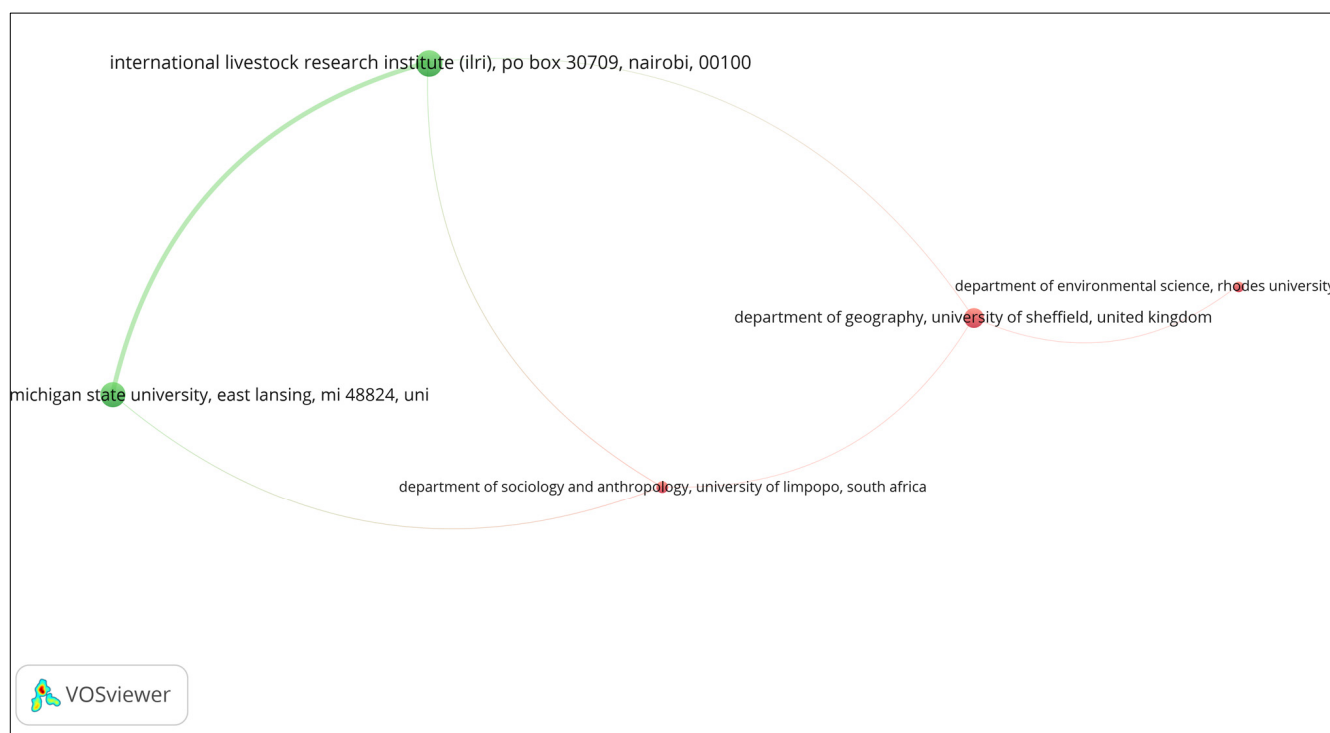 international livestock research institute (ilri), po box 30709, nairobi, 00100
department of environmental science, rhodes university
department of geography, university of sheffield, united kingdom
michigan state university, east lansing, mi 48824, uni
department of sociology and anthropology, university of limpopo, south africa
VOSviewer